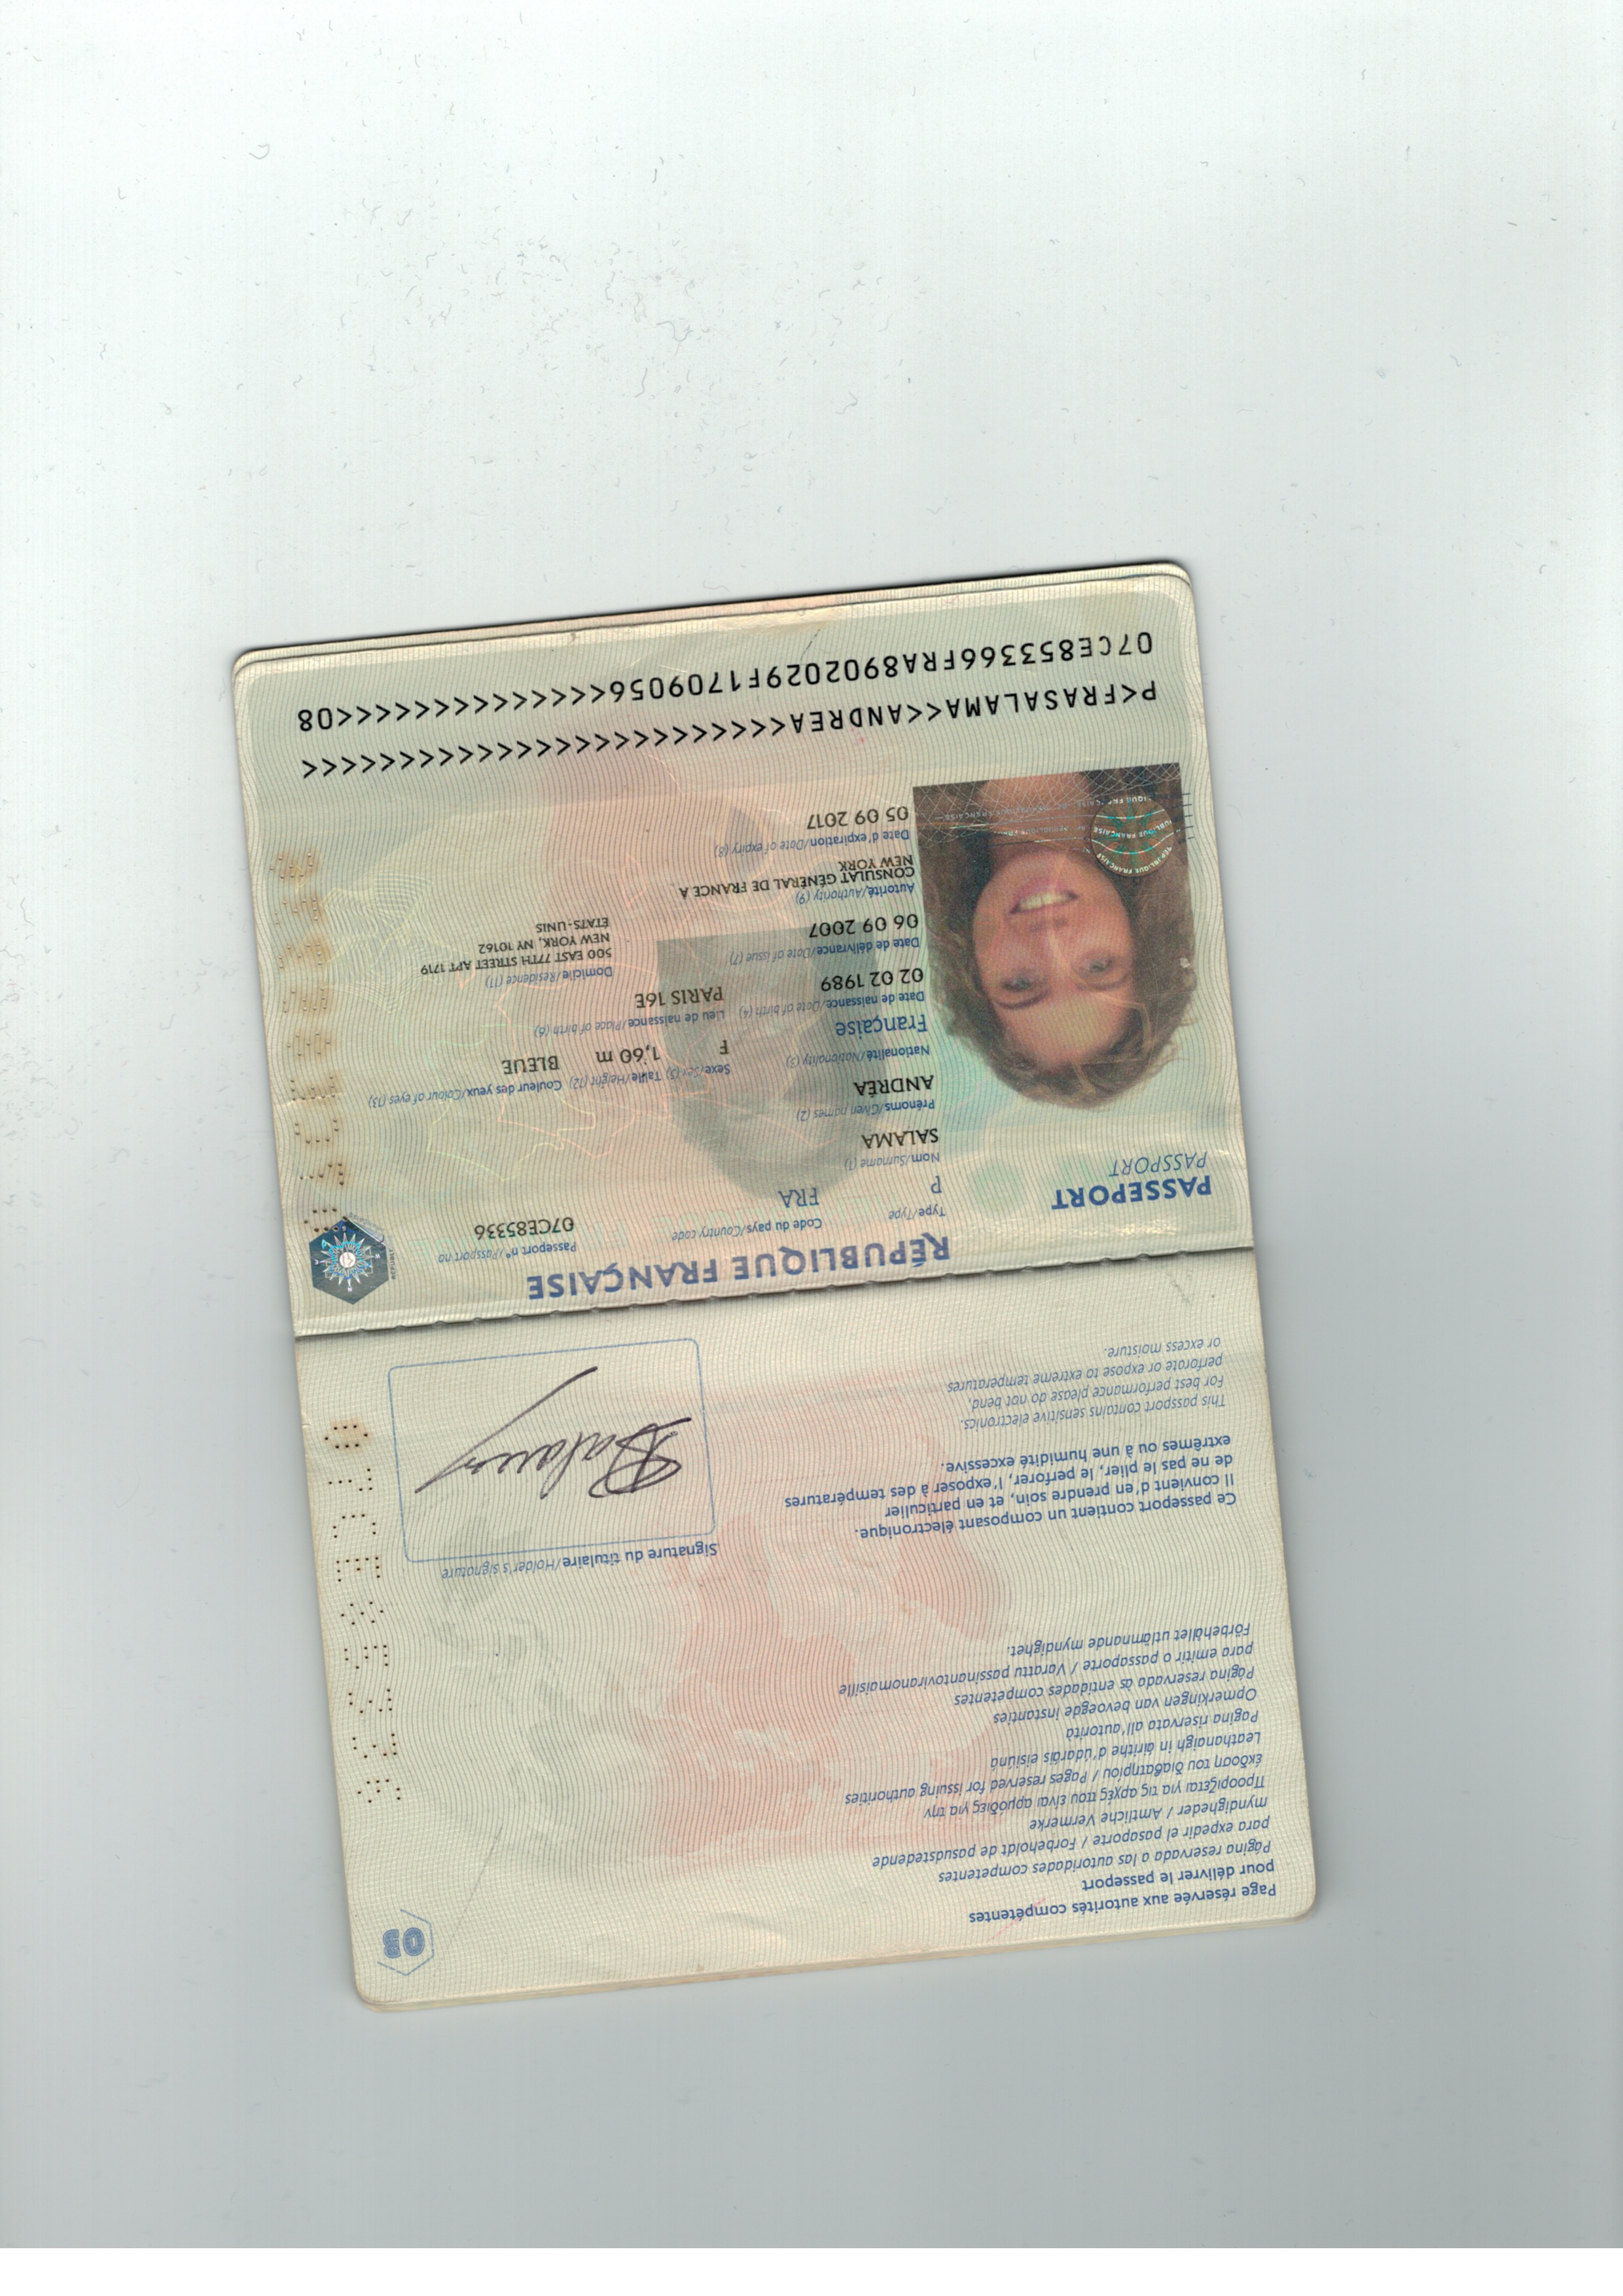 Page réservée aux autorités compétentes
pour délivrer le passeport
Página reservada a las autoridades competentes
para expedir el pasaporte / Forbeholdt de pasudstedende
myndigheder / Amtliche Vermerke
Προορίζεται για τις αρχές που είναι αρμόδιες για την
έκδοση του διαβατηρίου / Pages reserved for issuing authorities
Leathanaigh in áirithe d'údaráis eisiúna
Pagina riservata all'autorità
Opmerkingen van bevoegde instanties
Página reservada às entidades competentes
para emitir o passaporte / Varattu passinantoviranomaisille
Förbehållet utlämnande myndighet.
03
Ce passeport contient un composant électronique.
Il convient d'en prendre soin, et en particulier
de ne pas le plier, le perforer, l'exposer à des températures
extrêmes ou à une humidité excessive.
This passport contains sensitive electronics.
For best performance please do not bend,
perforate or expose to extreme temperatures
or excess moisture.
Signature du titulaire/Holder's signature
RÉPUBLIQUE FRANÇAISE
PASSEPORT
PASSPORT
Type/Type Code du pays/Country code Passeport n°/Passport no
P FRA 07CE85336
Nom/Surname (1)
SALAMA
Prénoms/Given names (2)
ANDRÉA
Nationalité/Nationality (3) Sexe/Sex (5) Taille/Height (12) Couleur des yeux/Colour of eyes (13)
Française F 1,60 m BLEUE
Date de naissance/Date of birth (4) Lieu de naissance/Place of birth (6)
02 02 1989 PARIS 16E
Date de délivrance/Date of issue (7) Domicile/Residence (11)
06 09 2007 500 EAST 77TH STREET APT 1719
NEW YORK, NY 10162
ÉTATS-UNIS
Autorité/Authority (9)
CONSULAT GÉNÉRAL DE FRANCE A
NEW YORK
Date d'expiration/Date of expiry (8)
05 09 2017
P<FRASALAMA<<ANDREA<<<<<<<<<<<<<<<<<<<<<<<<<
07CE853366FRA8902029F1709056<<<<<<<<<<<<<<08